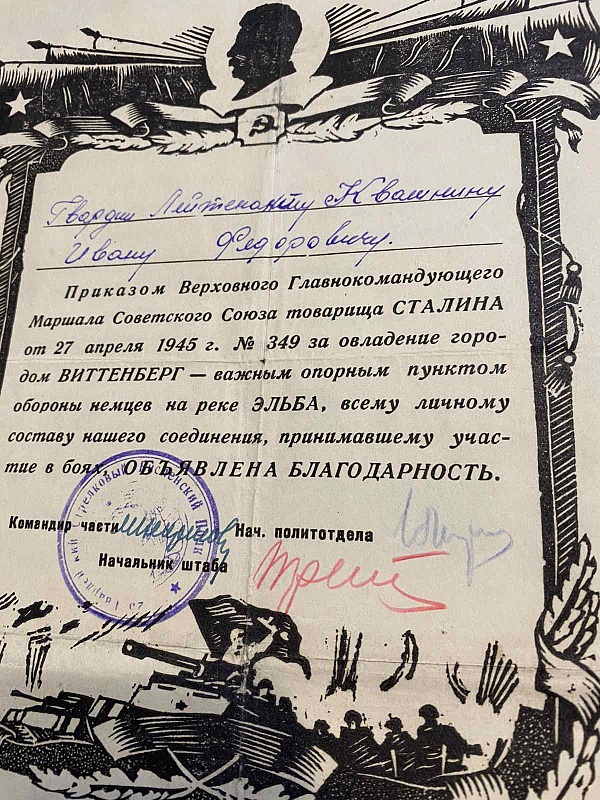 Гвардии Лейтенанту Квашнину
Ивану Федоровичу.
Приказом Верховного Главнокомандующего
Маршала Советского Союза товарища СТАЛИНА
от 27 апреля 1945 г. № 349 за овладение горо-
дом ВИТТЕНБЕРГ — важным опорным пунктом
обороны немцев на реке ЭЛЬБА, всему личному
составу нашего соединения, принимавшему учас-
тие в боях, ОБЪЯВЛЕНА БЛАГОДАРНОСТЬ.
Командир части Нач. политотдела
Начальник штаба
Стрелковый Полк